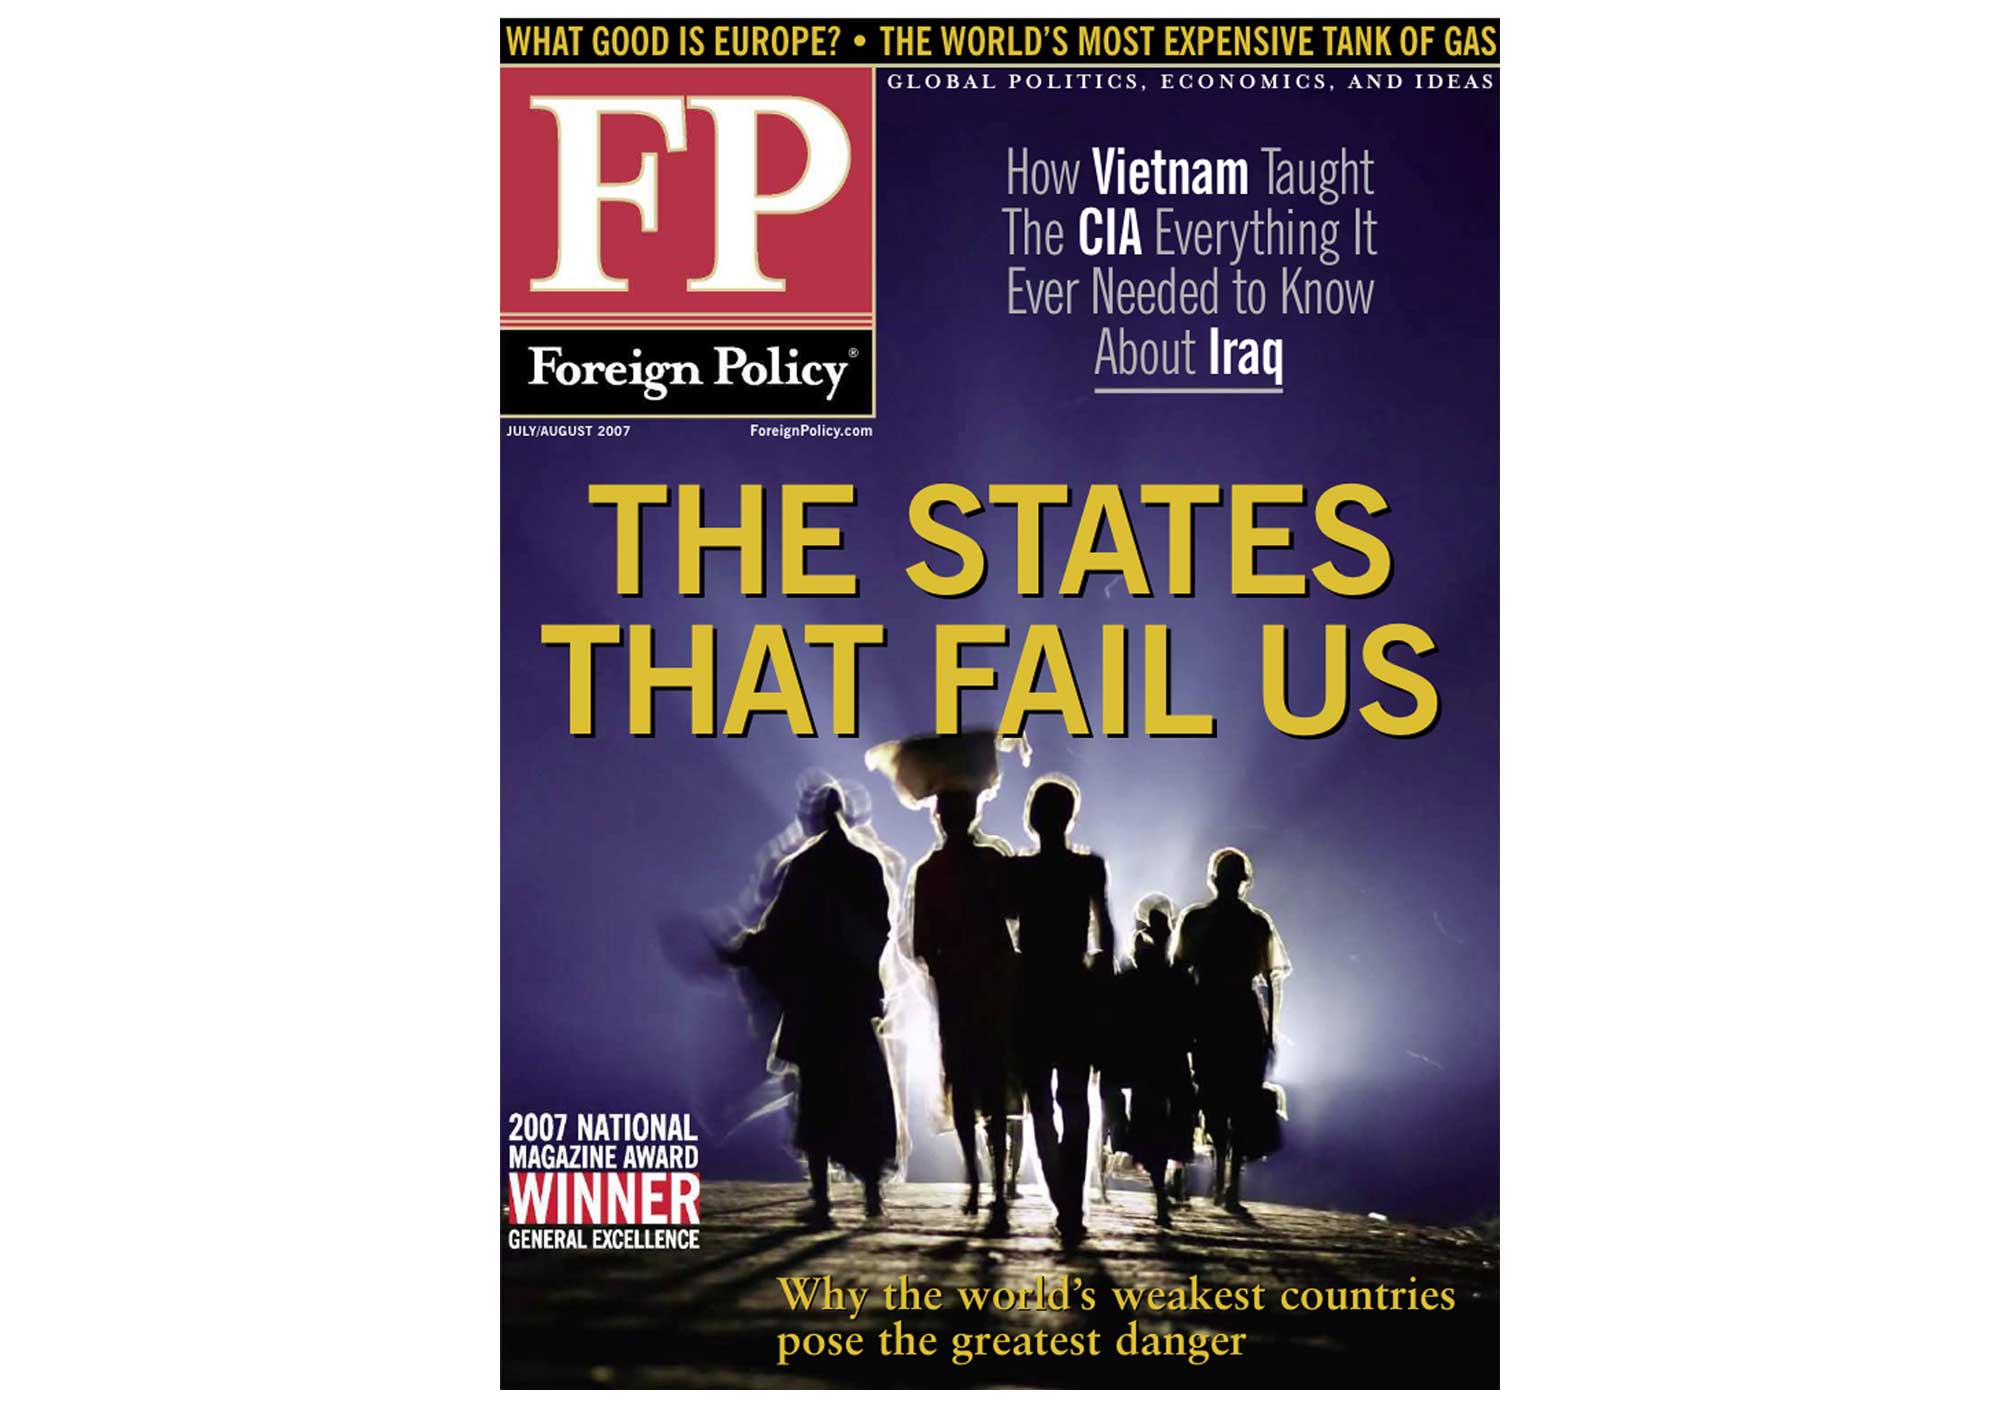 WHAT GOOD IS EUROPE? • THE WORLD'S MOST EXPENSIVE TANK OF GAS
GLOBAL POLITICS, ECONOMICS, AND IDEAS
FP
Foreign Policy®
JULY/AUGUST 2007
ForeignPolicy.com
How Vietnam Taught
The CIA Everything It
Ever Needed to Know
About Iraq
THE STATES
THAT FAIL US
2007 NATIONAL
MAGAZINE AWARD
WINNER
GENERAL EXCELLENCE
Why the world's weakest countries
pose the greatest danger